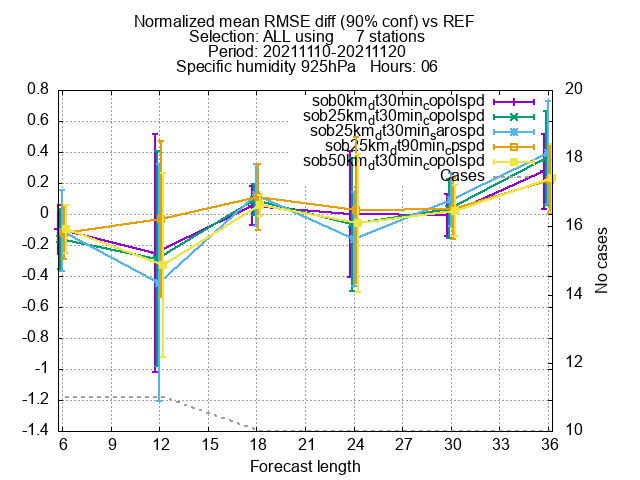 Normalized mean RMSE diff (90% conf) vs REF
Selection: ALL using     7 stations
Period: 20211110-20211120
Specific humidity 925hPa   Hours: 06
sob0km_dt30min_copolspd
sob25km_dt30min_copolspd
sob25km_dt30min_sarospd
sob25km_dt90min_cpspd
sob50km_dt30min_copolspd
Cases
0.8
0.6
0.4
0.2
0
-0.2
-0.4
-0.6
-0.8
-1
-1.2
-1.4
20
18
16
14
12
10
No cases
6 9 12 15 18 21 24 27 30 33 36
Forecast length